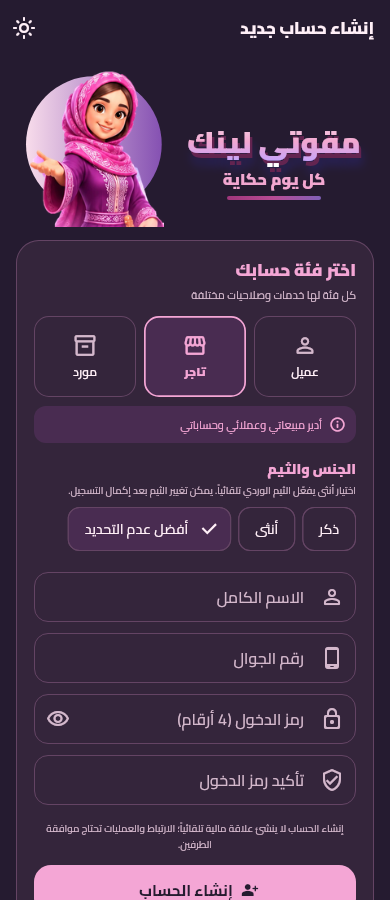 إنشاء حساب جديد
مقوتي لينك
كل يوم حكاية
اختر فئة حسابك
كل فئة لها خدمات وصلاحيات مختلفة
عميل
تاجر
مورد
أدير مبيعاتي وعملائي وحساباتي
الجنس والثيم
اختيار أنثى يفعّل الثيم الوردي تلقائياً. يمكن تغيير الثيم بعد إكمال التسجيل.
ذكر
أنثى
أفضل عدم التحديد
الاسم الكامل
رقم الجوال
رمز الدخول (4 أرقام)
تأكيد رمز الدخول
إنشاء الحساب لا ينشئ علاقة مالية تلقائياً؛ الارتباط والعمليات تحتاج موافقة
الطرفين.
إنشاء الحساب